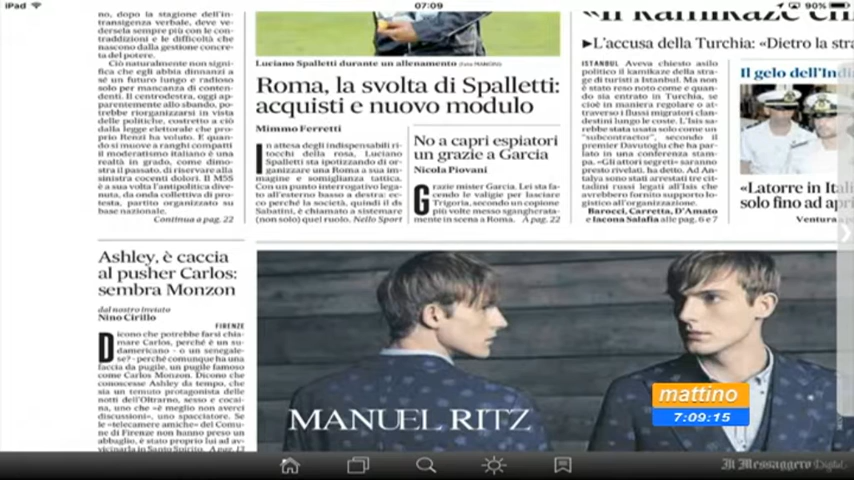 iPad
07:09
90%
no, dopo la stagione dell'in-
transigenza verbale, deve ve-
dersela sempre più con le con-
traddizioni e le difficoltà che
nascono dalla gestione concre-
ta del potere.
Ciò naturalmente non signi-
fica che egli abbia dinnanzi a
sé un futuro lungo e radioso
solo per mancanza di conten-
denti. Il centrodestra, oggi
apparentemente allo sbando, po-
trebbe riorganizzarsi in vista
delle politiche, costretto a ciò
dalla legge elettorale che pro-
prio Renzi ha voluto. E quan-
do si muove a ranghi compatti
il moderatismo italiano è una
realtà in grado, come dimo-
stra il passato, di riservare alla
sinistra cocenti dolori. Il M5S
è a sua volta l'antipolitica dive-
nuta, da onda collettiva di pro-
testa, partito organizzato su
base nazionale.
Continua a pag. 22
Luciano Spalletti durante un allenamento
Roma, la svolta di Spalletti:
acquisti e nuovo modulo
Mimmo Ferretti
In attesa degli indispensabili ri-
tocchi della rosa, Luciano
Spalletti sta ipotizzando di or-
ganizzare una Roma a sua im-
magine e somiglianza tattica.
Con un punto interrogativo lega-
to all'esterno basso a destra: ec-
co perché la società, quindi il ds
Sabatini, è chiamato a sistemare
(non solo) quel ruolo. Nello Sport
No a capri espiatori
un grazie a Garcia
Nicola Piovani
Grazie mister Garcia. Lei sta fa-
cendo le valigie per lasciare
Trigoria, secondo un copione
più volte messo sgangherata-
mente in scena a Roma. A pag. 22
«Il kamikaze
►L'accusa della Turchia: «Dietro la stra
ISTANBUL Aveva chiesto asilo
politico il kamikaze della stra-
ge di turisti a Istanbul. Ma non
è stato reso noto come e quan-
do sia entrato in Turchia, se
cioè in maniera regolare o at-
traverso i flussi migratori clan-
destini lungo le coste. L'Isis sa-
rebbe stata usata solo come un
"subcontractor", secondo il
premier Davutoglu che ha par-
lato in una conferenza stam-
pa. «Gli attori segreti» saranno
presto rivelati, ha detto. Ad An-
talya sono stati arrestati tre cit-
tadini russi legati all'Isis che
avrebbero fornito supporto lo-
gistico all'organizzazione.
Barocci, Carretta, D'Amato
e Iacona Salafia alle pag. 6 e 7
Il gelo dell'Indi
«Latorre in Itali
solo fino ad apri
Ventura a p
Ashley, è caccia
al pusher Carlos:
sembra Monzon
dal nostro inviato
Nino Cirillo
FIRENZE
Dicono che potrebbe farsi chia-
mare Carlos, perché è un su-
damericano - o un senegale-
se? - perché comunque ha una
faccia da pugile, un pugile famoso
come Carlos Monzon. Dicono che
conoscesse Ashley da tempo, che
sia un temuto protagonista delle
notti dell'Oltrarno, sesso e cocai-
na, uno che «è meglio non averci
discussioni», uno spacciatore. Se
le «telecamere amiche» del Comu-
ne di Firenze non hanno preso un
abbaglio, è stato proprio lui ad av-
vicinarla in Santo Spirito. A pag. 13
MANUEL RITZ
mattino
7:09:15
Il Messaggero Digital